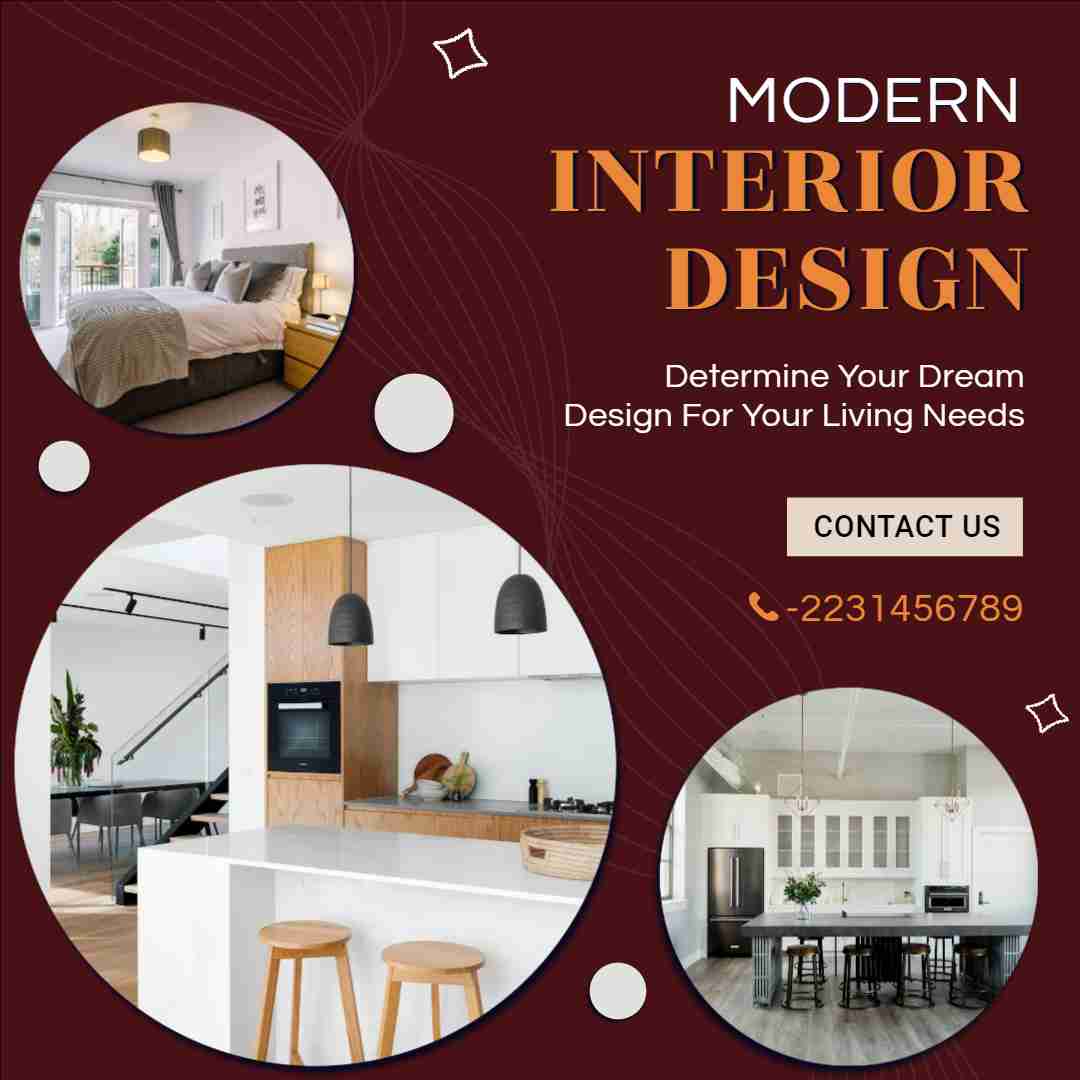 MODERN
INTERIOR
DESIGN
Determine Your Dream
Design For Your Living Needs
CONTACT US
-2231456789